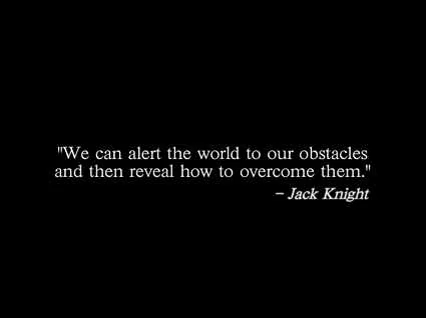 "We can alert the world to our obstacles
and then reveal how to overcome them."
– Jack Knight